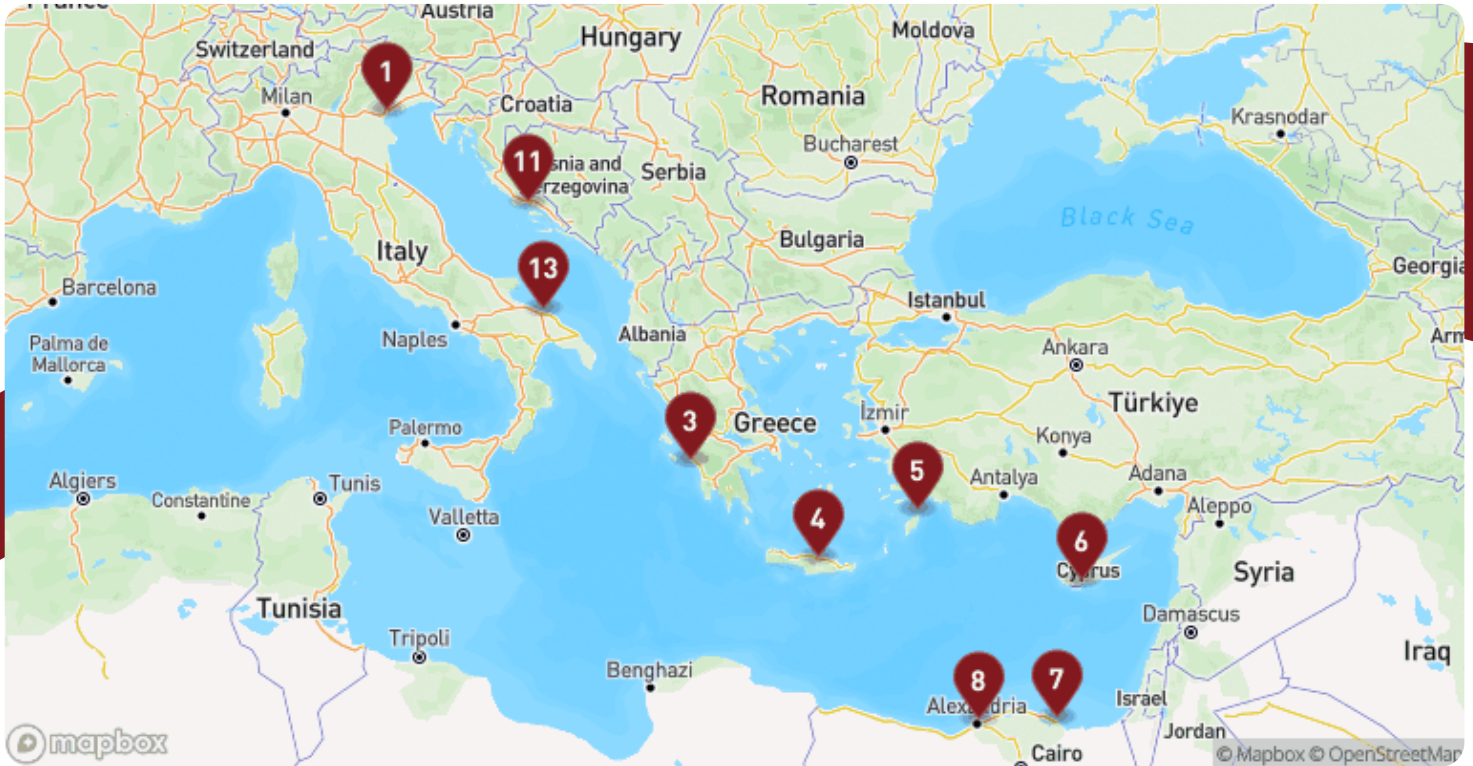 Austria
Moldova
Hungary
Switzerland
1
Milan
Croatia
Romania
Krasnodar
Bucharest
11
snia and
erzegovina
Serbia
Black Sea
Italy
Bulgaria
13
Georgia
Barcelona
Istanbul
Naples
Albania
Palma de
Mallorca
Ankara
Türkiye
3
Greece
İzmir
Palermo
Konya
5
Antalya
Adana
Algiers
Constantine
Tunis
Valletta
4
Aleppo
6
Cyprus
Syria
Tunisia
Damascus
Tripoli
Benghazi
Iraq
8
7
Alexandria
Israel
Jordan
Cairo
mapbox
© Mapbox © OpenStreetMap